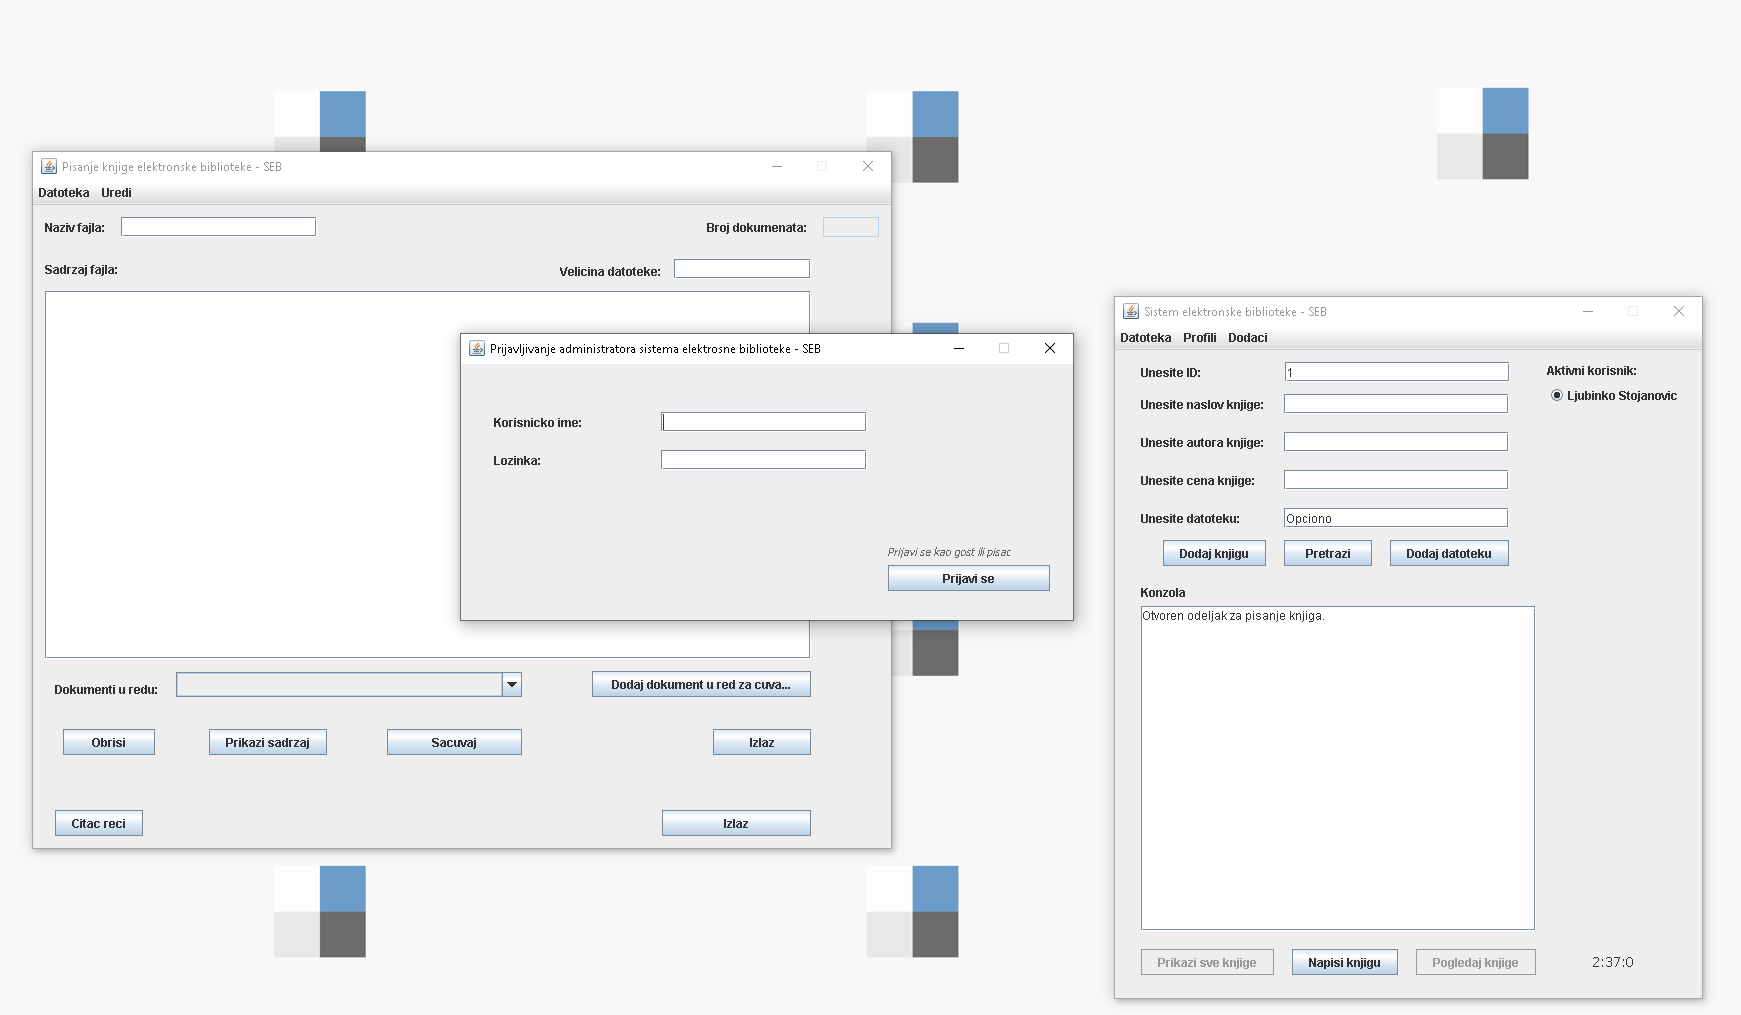 Pisanje knjige elektronske biblioteke - SEB
Datoteka Uredi
Naziv fajla:
Broj dokumenata:
Sadrzaj fajla:
Velicina datoteke:
Dokumenti u redu:
Dodaj dokument u red za cuva...
Obrisi
Prikazi sadrzaj
Sacuvaj
Izlaz
Citac reci
Izlaz
Prijavljivanje administratora sistema elektrosne biblioteke - SEB
Korisnicko ime:
Lozinka:
Prijavi se kao gost ili pisac
Prijavi se
Sistem elektronske biblioteke - SEB
Datoteka Profili Dodaci
Unesite ID:
1
Aktivni korisnik:
Ljubinko Stojanovic
Unesite naslov knjige:
Unesite autora knjige:
Unesite cena knjige:
Unesite datoteku:
Opciono
Dodaj knjigu
Pretrazi
Dodaj datoteku
Konzola
Otvoren odeljak za pisanje knjiga.
Prikazi sve knjige
Napisi knjigu
Pogledaj knjige
2:37:0